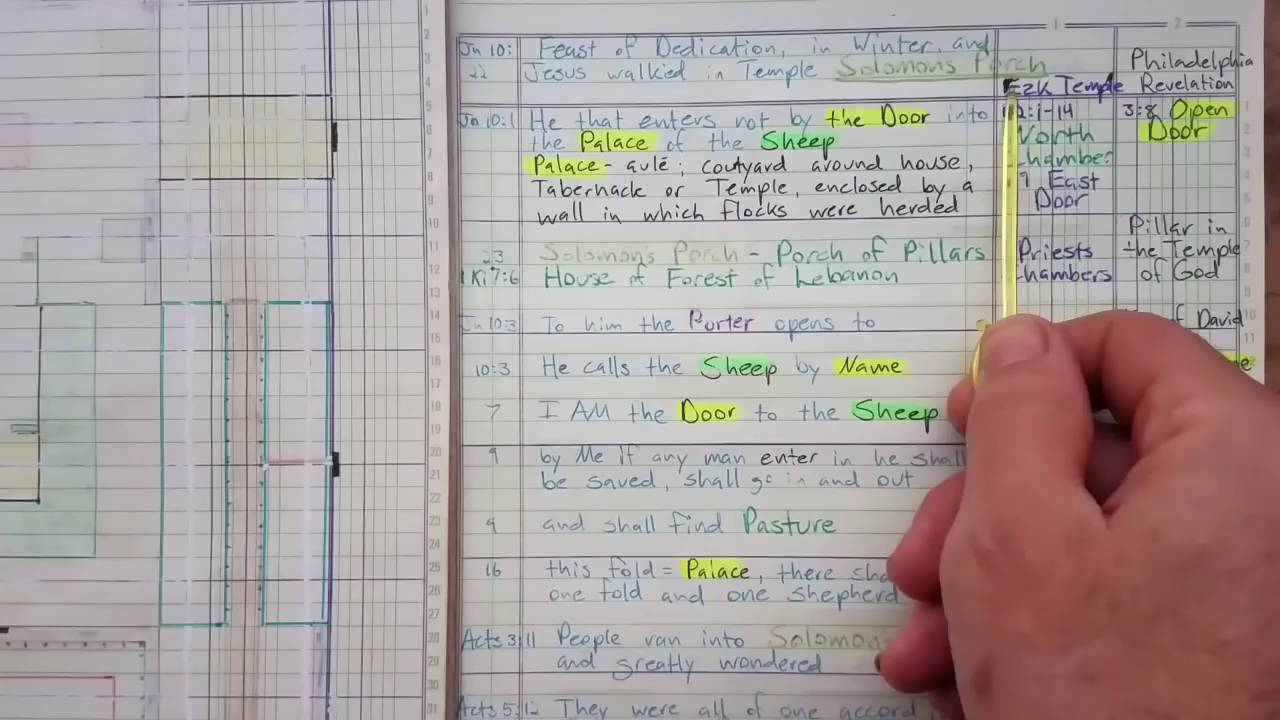 Jn 10: Feast of Dedication, in Winter, and
22 Jesus walkied in Temple Solomons Porch
Philadelphia
Ezk Temple Revelation
Jn 10:1 He that enters not by the Door into
the Palace of the Sheep
Palace - aulé; coutyard around house,
Tabernacle or Temple, enclosed by a
wall in which flocks were herded
2:1-14
North
chamber
East
Door
3:8 Open
Door
23 Solomon's Porch - Porch of Pillars
1Ki 7:6 House of Forest of Lebanon
Priests
chambers
Pillar in
the Temple
of God
Jn 10:3 To him the Porter opens to
David
10:3 He calls the Sheep by Name
7 I AM the Door to the Sheep
9 by Me if any man enter in he shall
be saved, shall go in and out
9 and shall find Pasture
16 this fold = Palace, there
one fold and one shepherd
Acts 3:11 People ran into Solomons
and greatly wondered
Acts 5:12 They were all of one accord